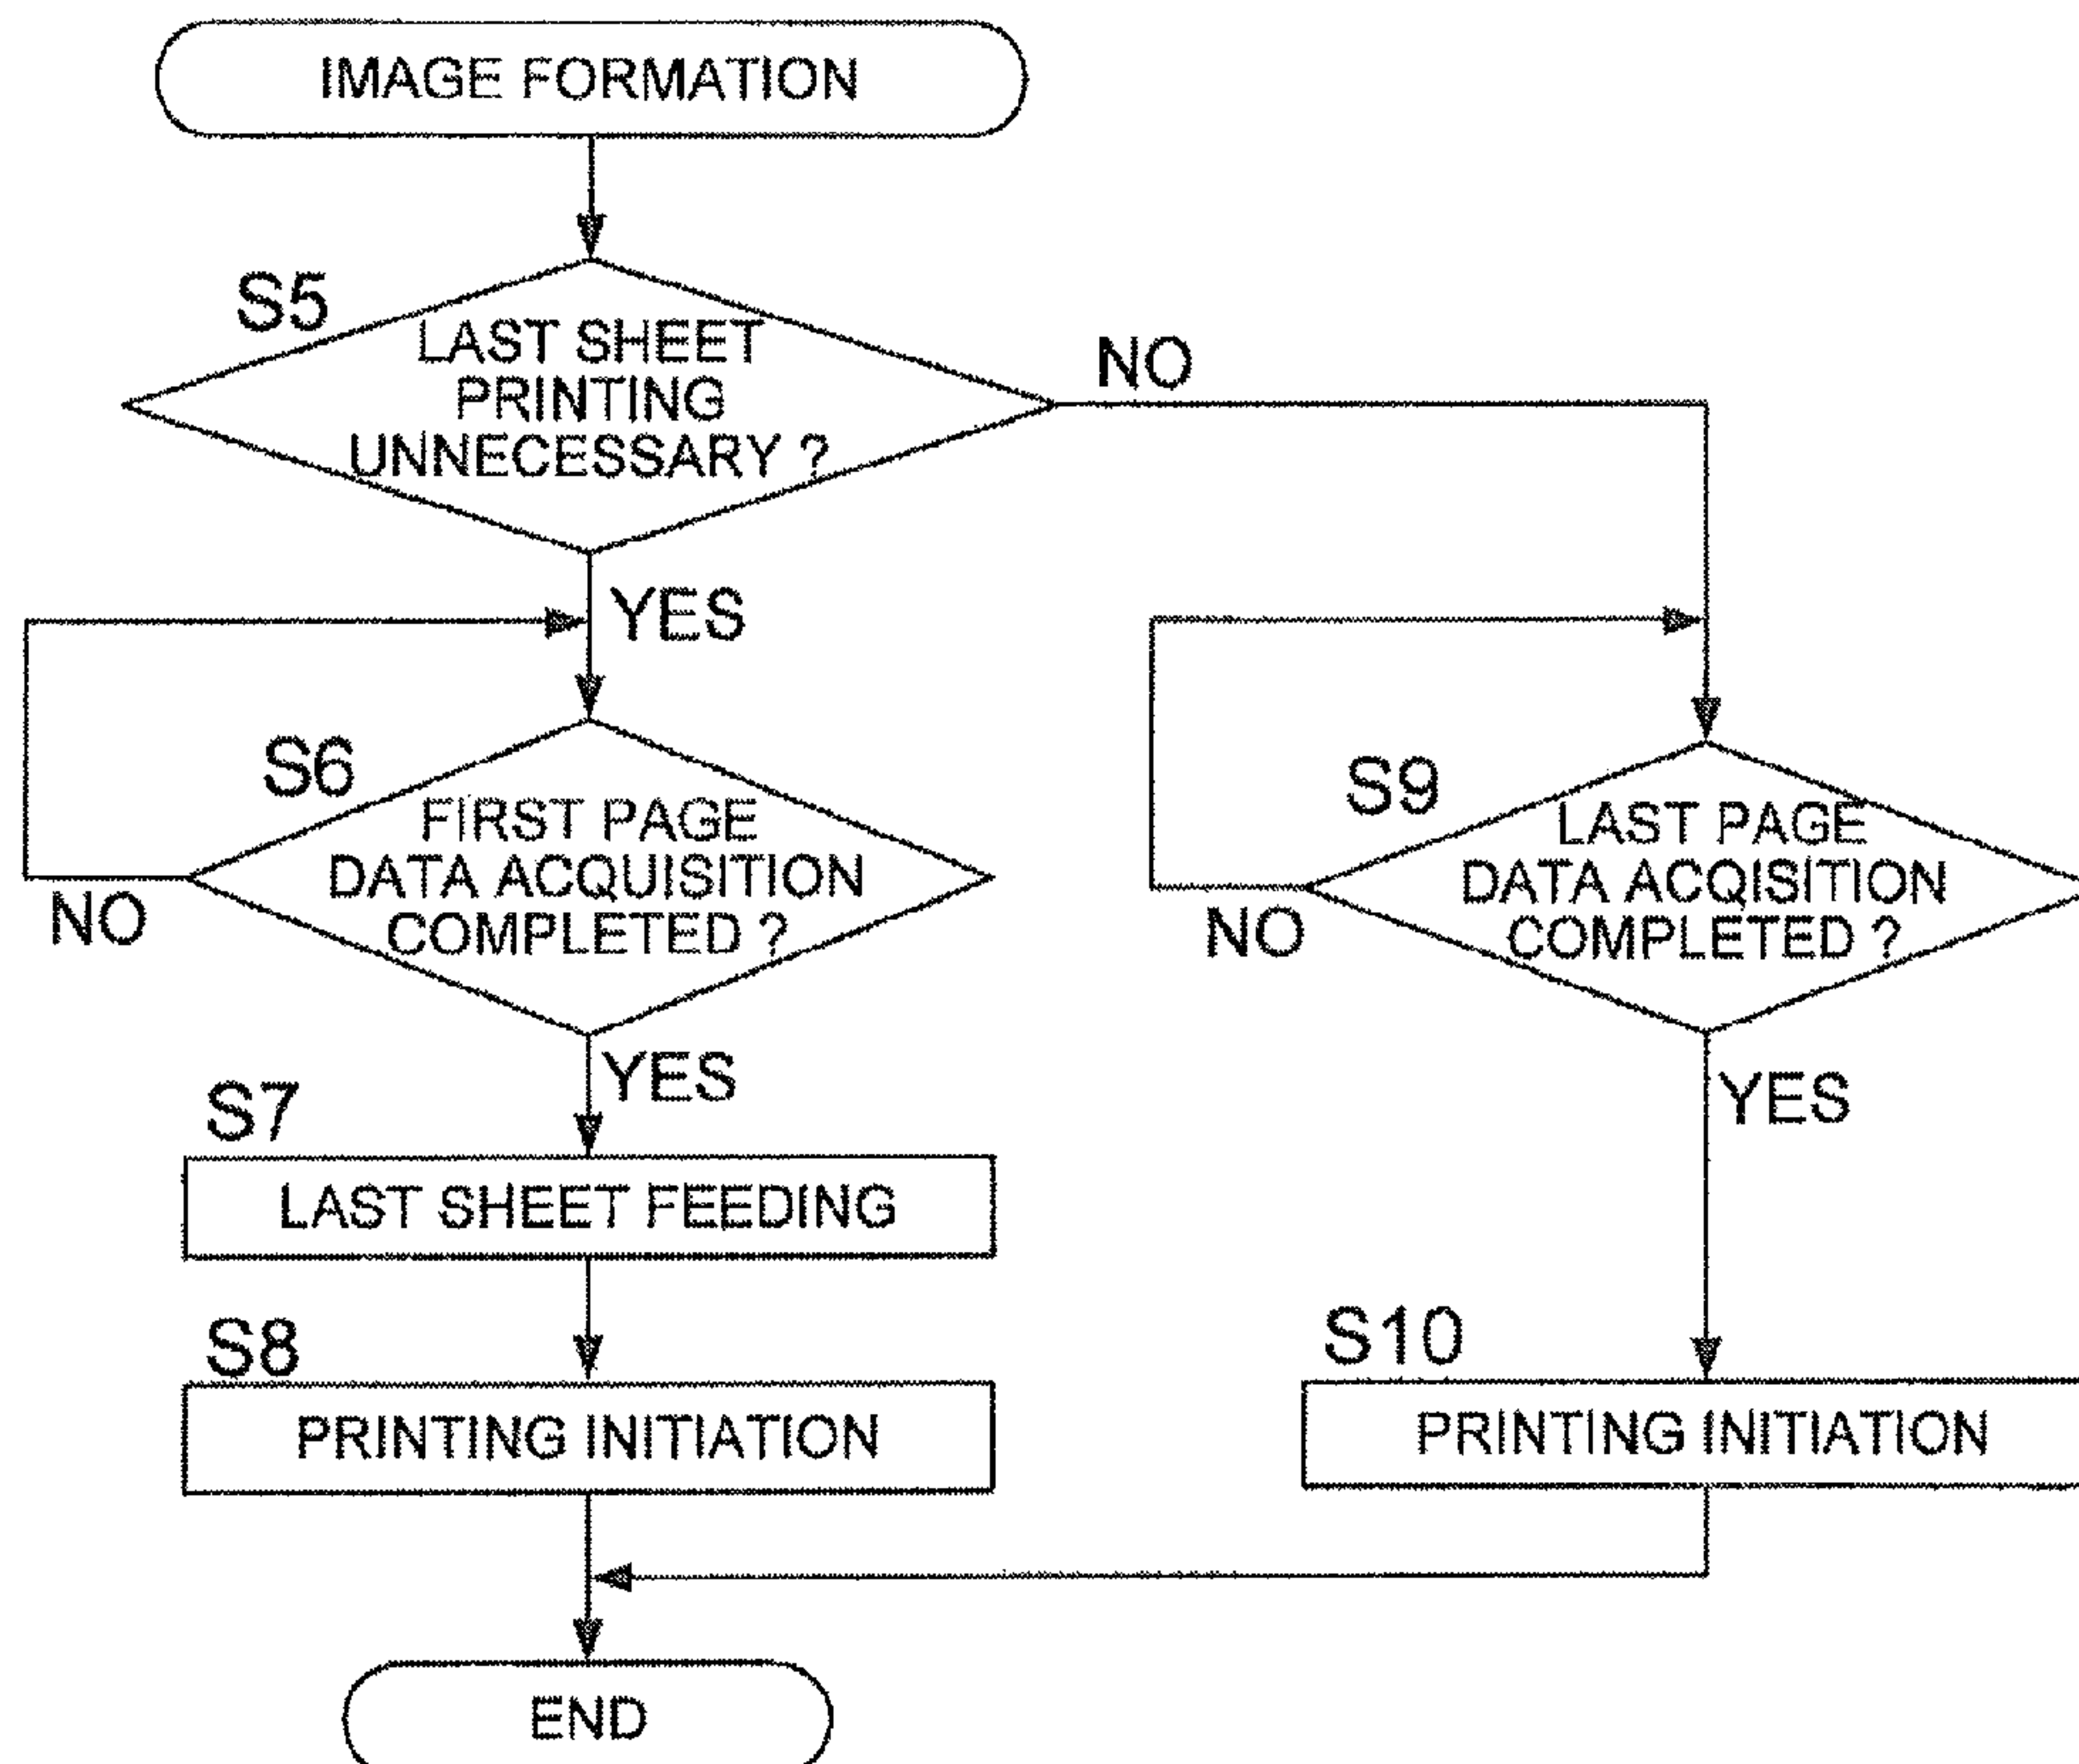 IMAGE FORMATION
S5
LAST SHEET
PRINTING
UNNECESSARY ?
NO
YES
S6
FIRST PAGE
DATA ACQUISITION
COMPLETED ?
NO
YES
S9
LAST PAGE
DATA ACQISITION
COMPLETED ?
NO
YES
S7
LAST SHEET FEEDING
S8
PRINTING INITIATION
S10
PRINTING INITIATION
END